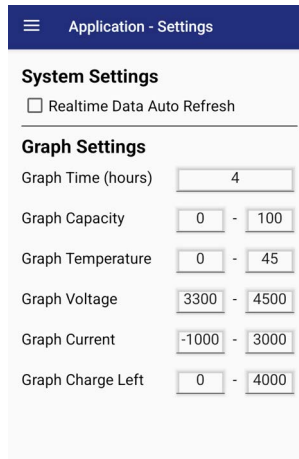 Application - Settings
System Settings
Realtime Data Auto Refresh
Graph Settings
Graph Time (hours) 4
Graph Capacity 0 - 100
Graph Temperature 0 - 45
Graph Voltage 3300 - 4500
Graph Current -1000 - 3000
Graph Charge Left 0 - 4000